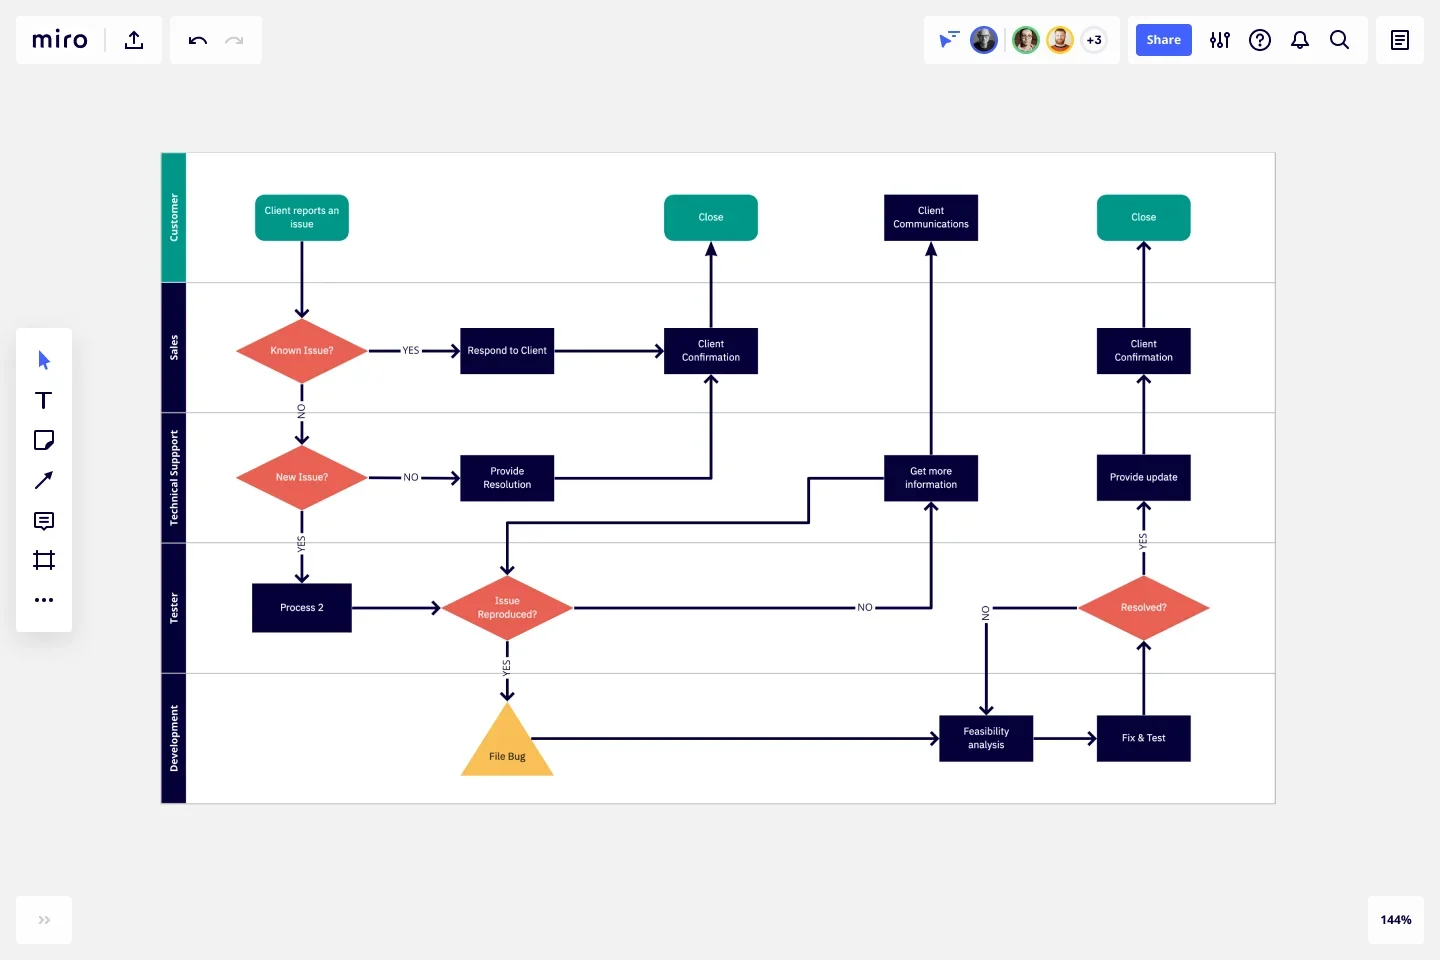 miro
+3
Share
Customer
Client reports an
issue
Close
Client
Communications
Close
Sales
Known Issue?
YES
Respond to Client
Client
Confirmation
Client
Confirmation
NO
Technical Suppport
New Issue?
NO
Provide
Resolution
Get more
information
Provide update
YES
YES
Tester
Process 2
Issue
Reproduced?
NO
NO
Resolved?
YES
Development
File Bug
Feasibility
analysis
Fix & Test
144%